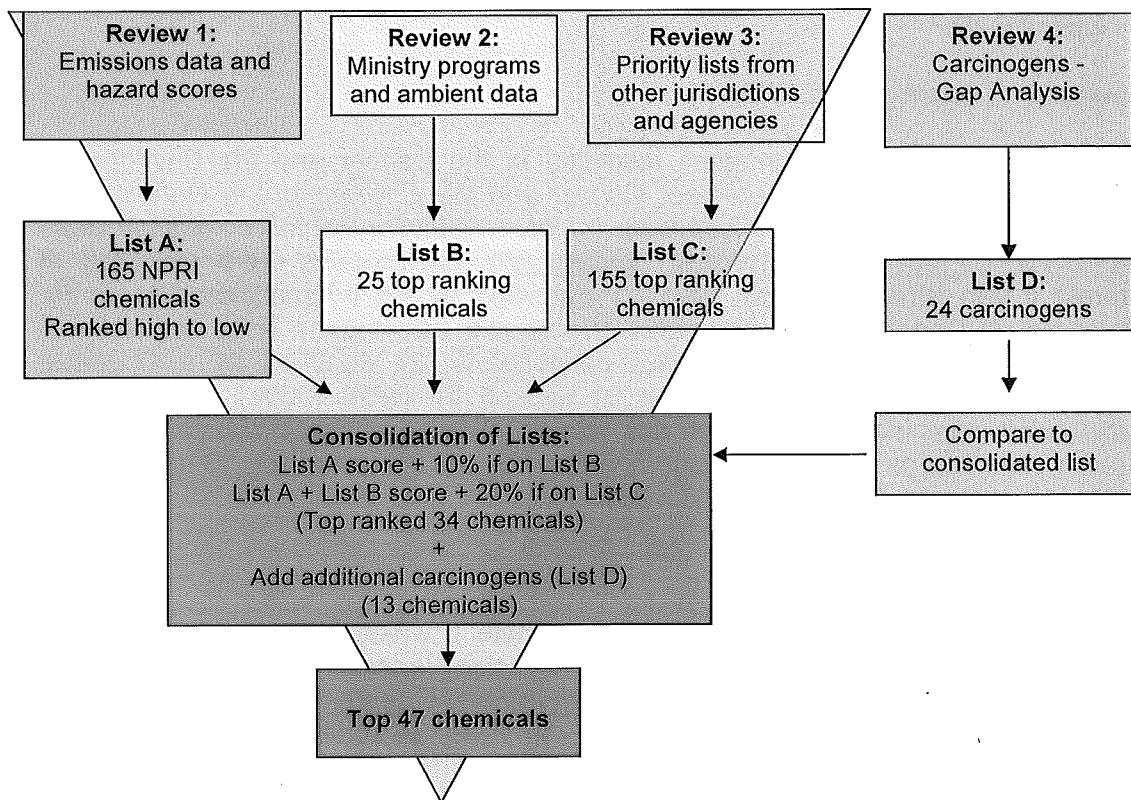 Review 1:
Emissions data and
hazard scores
Review 2:
Ministry programs
and ambient data
Review 3:
Priority lists from
other jurisdictions
and agencies
Review 4:
Carcinogens -
Gap Analysis
List A:
165 NPRI
chemicals
Ranked high to low
List B:
25 top ranking
chemicals
List C:
155 top ranking
chemicals
List D:
24 carcinogens
Consolidation of Lists:
List A score + 10% if on List B
List A + List B score + 20% if on List C
(Top ranked 34 chemicals)
+
Add additional carcinogens (List D)
(13 chemicals)
Compare to
consolidated list
Top 47 chemicals